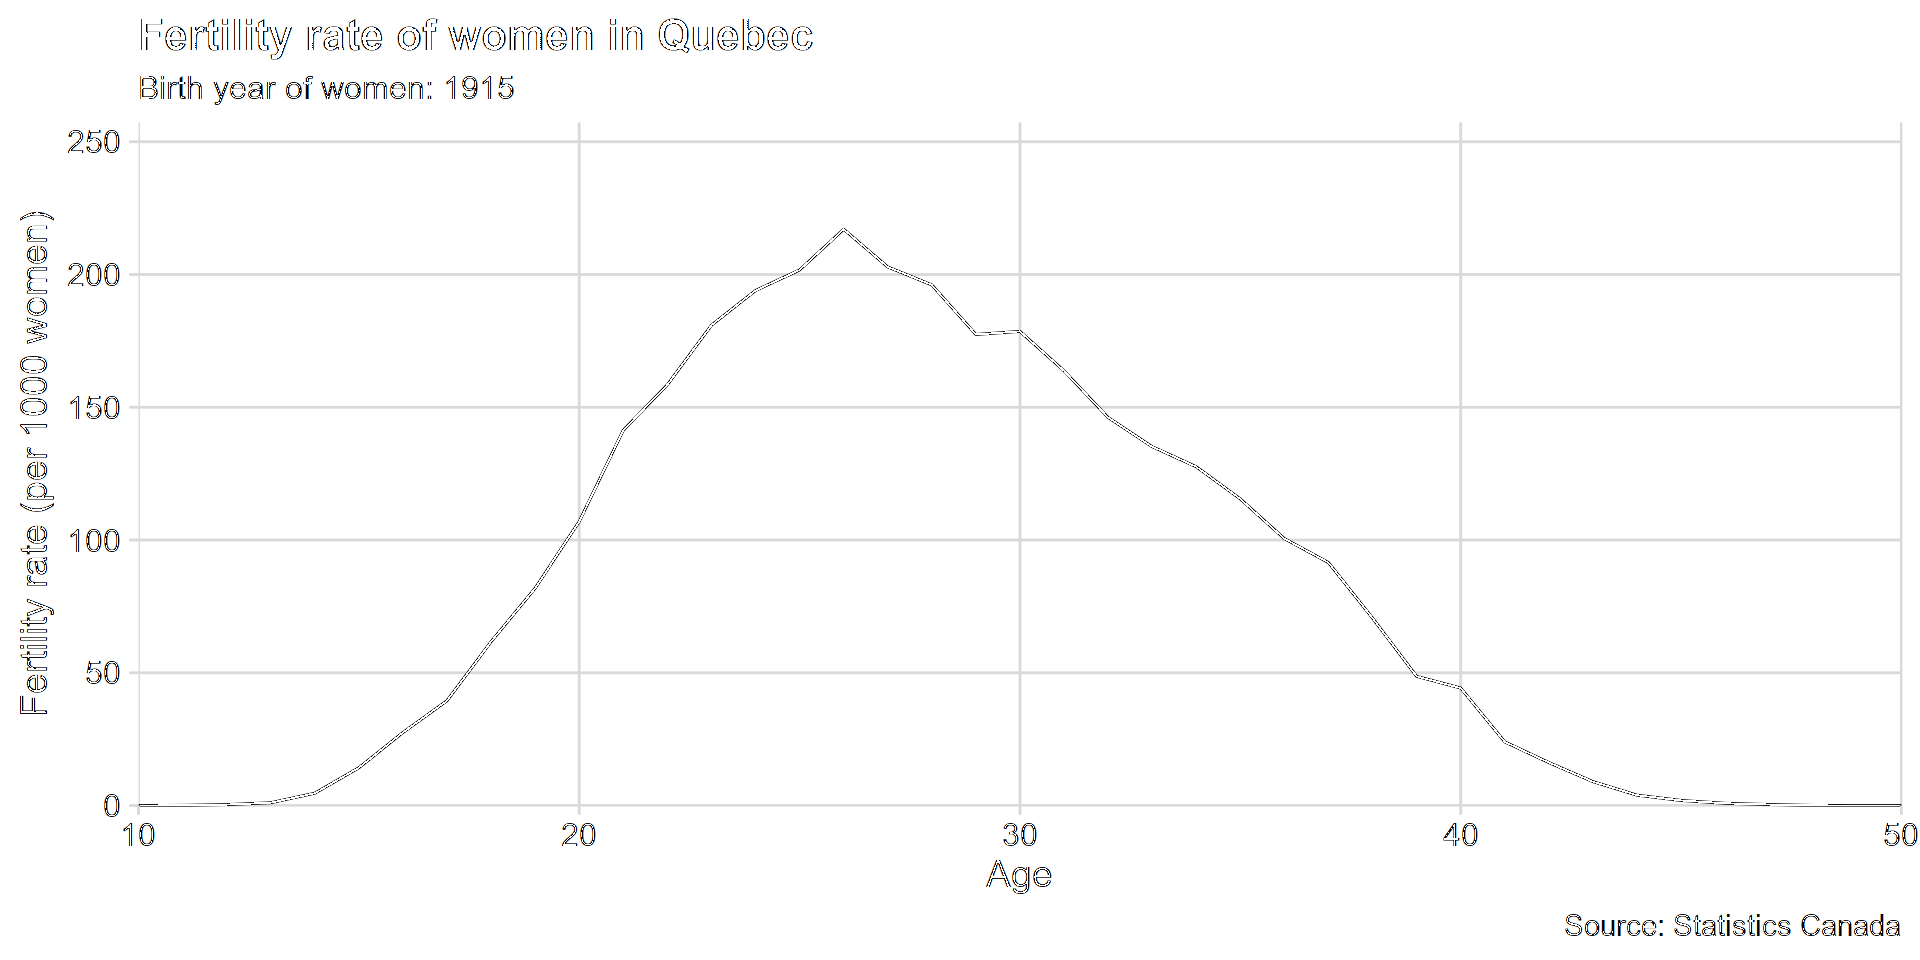 Fertility rate of women in Quebec
Birth year of women: 1915
Fertility rate (per 1000 women)
250
200
150
100
50
0
10 20 30 40 50
Age
Source: Statistics Canada